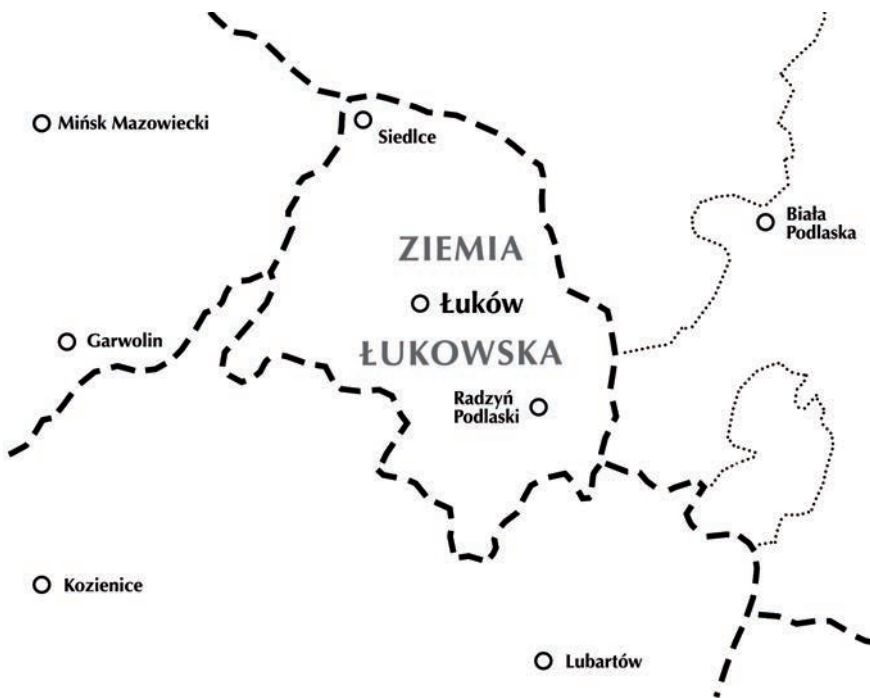 Mińsk Mazowiecki
Siedlce
Biała
Podlaska
ZIEMIA
Łuków
Garwolin
ŁUKOWSKA
Radzyń
Podlaski
Kozienice
Lubartów